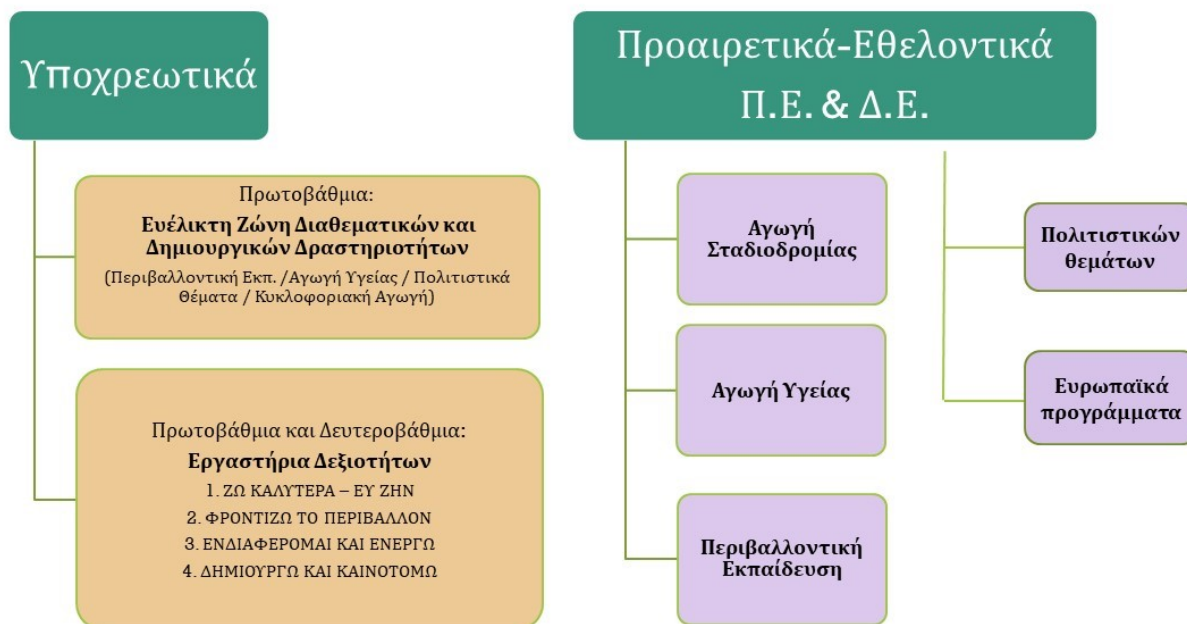 Υποχρεωτικά
Πρωτοβάθμια:
Ευέλικτη Ζώνη Διαθεματικών και
Δημιουργικών Δραστηριοτήτων
(Περιβαλλοντική Εκπ. /Αγωγή Υγείας / Πολιτιστικά
Θέματα / Κυκλοφοριακή Αγωγή)
Πρωτοβάθμια και Δευτεροβάθμια:
Εργαστήρια Δεξιοτήτων
1. ΖΩ ΚΑΛΥΤΕΡΑ – ΕΥ ΖΗΝ
2. ΦΡΟΝΤΙΖΩ ΤΟ ΠΕΡΙΒΑΛΛΟΝ
3. ΕΝΔΙΑΦΕΡΟΜΑΙ ΚΑΙ ΕΝΕΡΓΩ
4. ΔΗΜΙΟΥΡΓΩ ΚΑΙ ΚΑΙΝΟΤΟΜΩ
Προαιρετικά-Εθελοντικά
Π.Ε. & Δ.Ε.
Αγωγή
Σταδιοδρομίας
Αγωγή Υγείας
Περιβαλλοντική
Εκπαίδευση
Πολιτιστικών
θεμάτων
Ευρωπαϊκά
προγράμματα